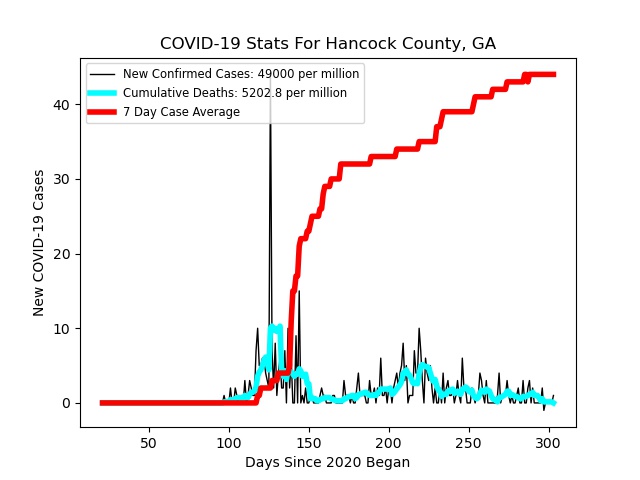 COVID-19 Stats For Hancock County, GA
New Confirmed Cases: 49000 per million
Cumulative Deaths: 5202.8 per million
7 Day Case Average
New COVID-19 Cases
40
30
20
10
0
50 100 150 200 250 300
Days Since 2020 Began